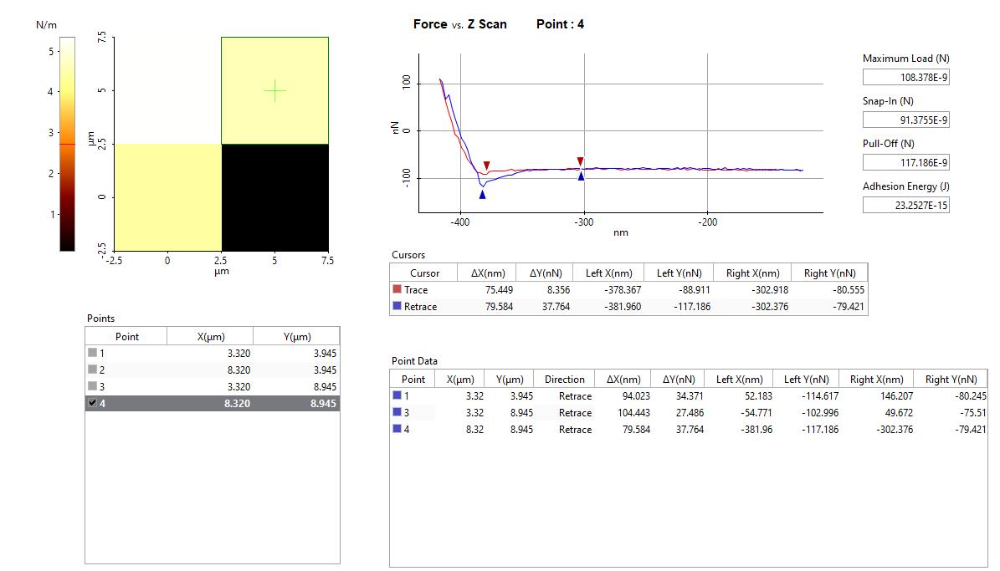 N/m
5
4
3
2
1
7.5
5
2.5
0
-2.5
μm
-2.5 0 2.5 5 7.5
μm
Force vs. Z Scan Point : 4
100
0
-100
nN
-400 -300 -200
nm
Maximum Load (N)
108.378E-9
Snap-In (N)
91.3755E-9
Pull-Off (N)
117.186E-9
Adhesion Energy (J)
23.2527E-15
Cursors
Cursor ΔX(nm) ΔY(nN) Left X(nm) Left Y(nN) Right X(nm) Right Y(nN)
Trace 75.449 8.356 -378.367 -88.911 -302.918 -80.555
Retrace 79.584 37.764 -381.960 -117.186 -302.376 -79.421
Points
Point X(μm) Y(μm)
1 3.320 3.945
2 8.320 3.945
3 3.320 8.945
4 8.320 8.945
Point Data
Point X(μm) Y(μm) Direction ΔX(nm) ΔY(nN) Left X(nm) Left Y(nN) Right X(nm) Right Y(nN)
1 3.32 3.945 Retrace 94.023 34.371 52.183 -114.617 146.207 -80.245
3 3.32 8.945 Retrace 104.443 27.486 -54.771 -102.996 49.672 -75.51
4 8.32 8.945 Retrace 79.584 37.764 -381.96 -117.186 -302.376 -79.421